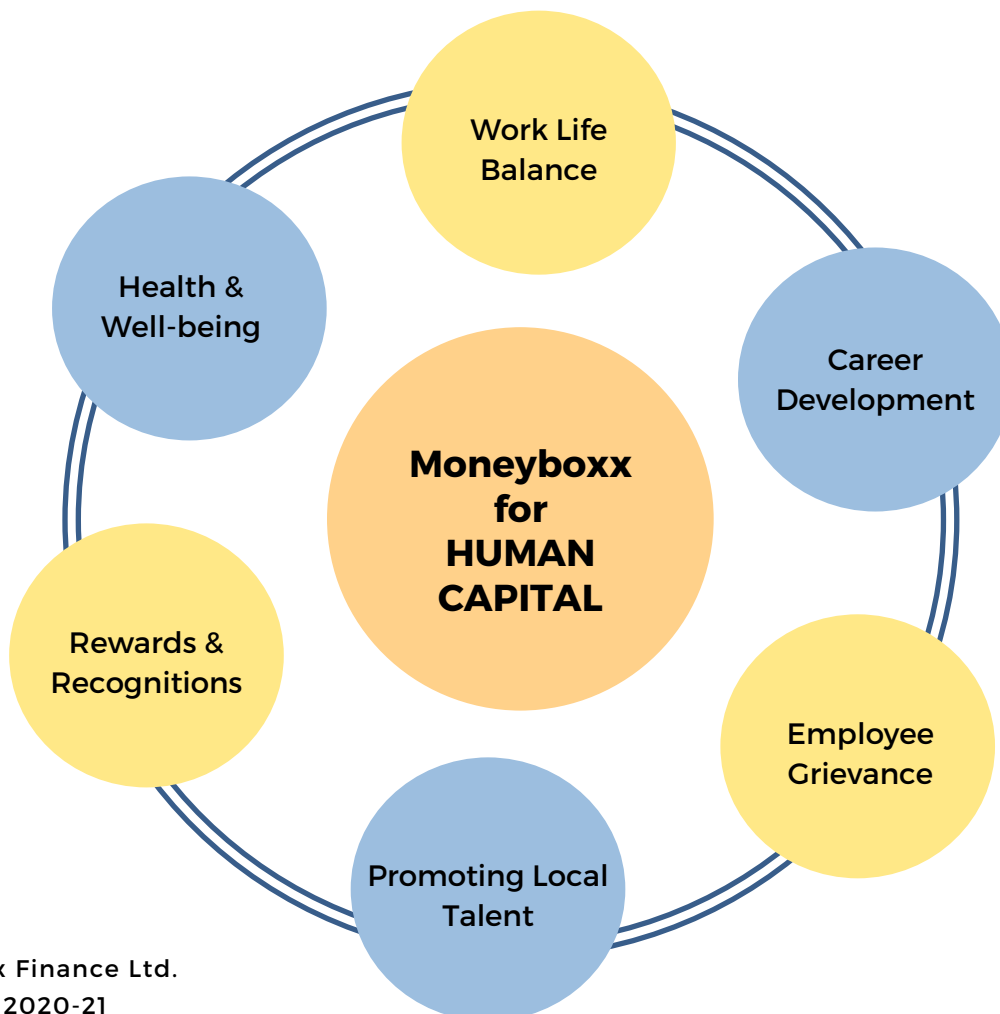 Work Life
Balance
Health &
Well-being
Career
Development
Moneyboxx
for
HUMAN
CAPITAL
Rewards &
Recognitions
Employee
Grievance
Promoting Local
Talent
x Finance Ltd.
2020-21